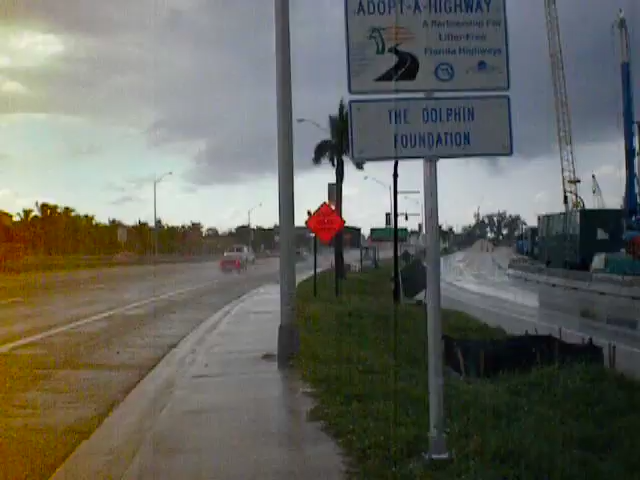 ADOPT-A-HIGHWAY
A Partnership For
Litter-Free
Florida Highways
THE DOLPHIN
FOUNDATION